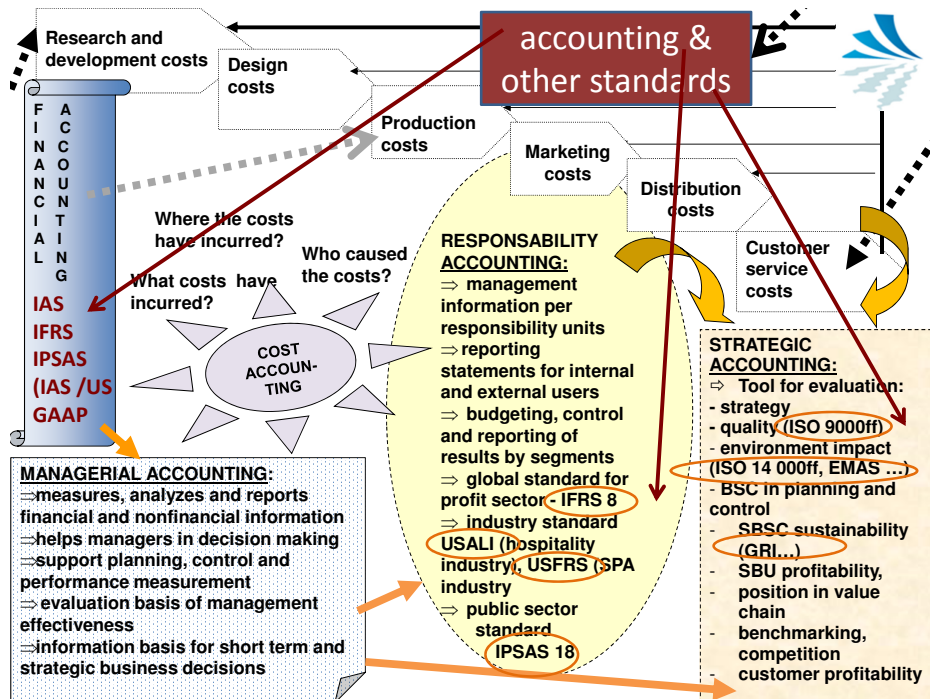 Research and
development costs
Design
costs
Production
costs
Marketing
costs
Distribution
costs
Customer
service
costs
accounting &
other standards
FINANCIAL
ACCOUNTING
IAS
IFRS
IPSAS
(IAS /US
GAAP
Where the costs
have incurred?
Who caused
the costs?
What costs have
incurred?
COST
ACCOUN-
TING
RESPONSABILITY
ACCOUNTING:
⇒ management
information per
responsibility units
⇒ reporting
statements for internal
and external users
⇒ budgeting, control
and reporting of
results by segments
⇒ global standard for
profit sector - IFRS 8
⇒ industry standard
USALI (hospitality
industry), USFRS (SPA
industry
⇒ public sector
standard
IPSAS 18
STRATEGIC
ACCOUNTING:
⇨ Tool for evaluation:
- strategy
- quality (ISO 9000ff)
- environment impact
(ISO 14 000ff, EMAS ...)
- BSC in planning and
control
- SBSC sustainability
(GRI...)
- SBU profitability,
- position in value
chain
- benchmarking,
competition
- customer profitability
MANAGERIAL ACCOUNTING:
⇒measures, analyzes and reports
financial and nonfinancial information
⇒helps managers in decision making
⇒support planning, control and
performance measurement
⇒ evaluation basis of management
effectiveness
⇒information basis for short term and
strategic business decisions